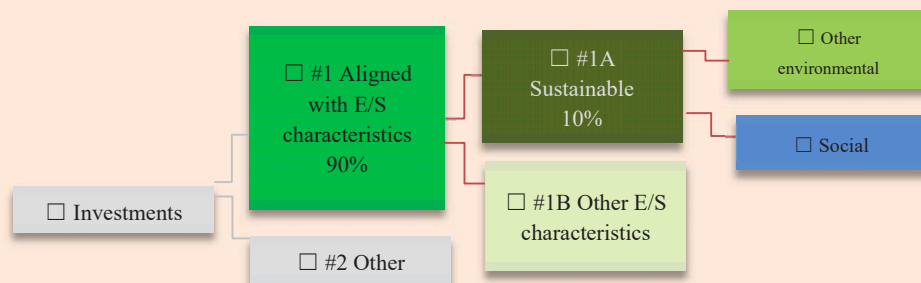 ☐ Investments
☐ #1 Aligned
with E/S
characteristics
90%
☐ #2 Other
☐ #1A
Sustainable
10%
☐ #1B Other E/S
characteristics
☐ Other
environmental
☐ Social